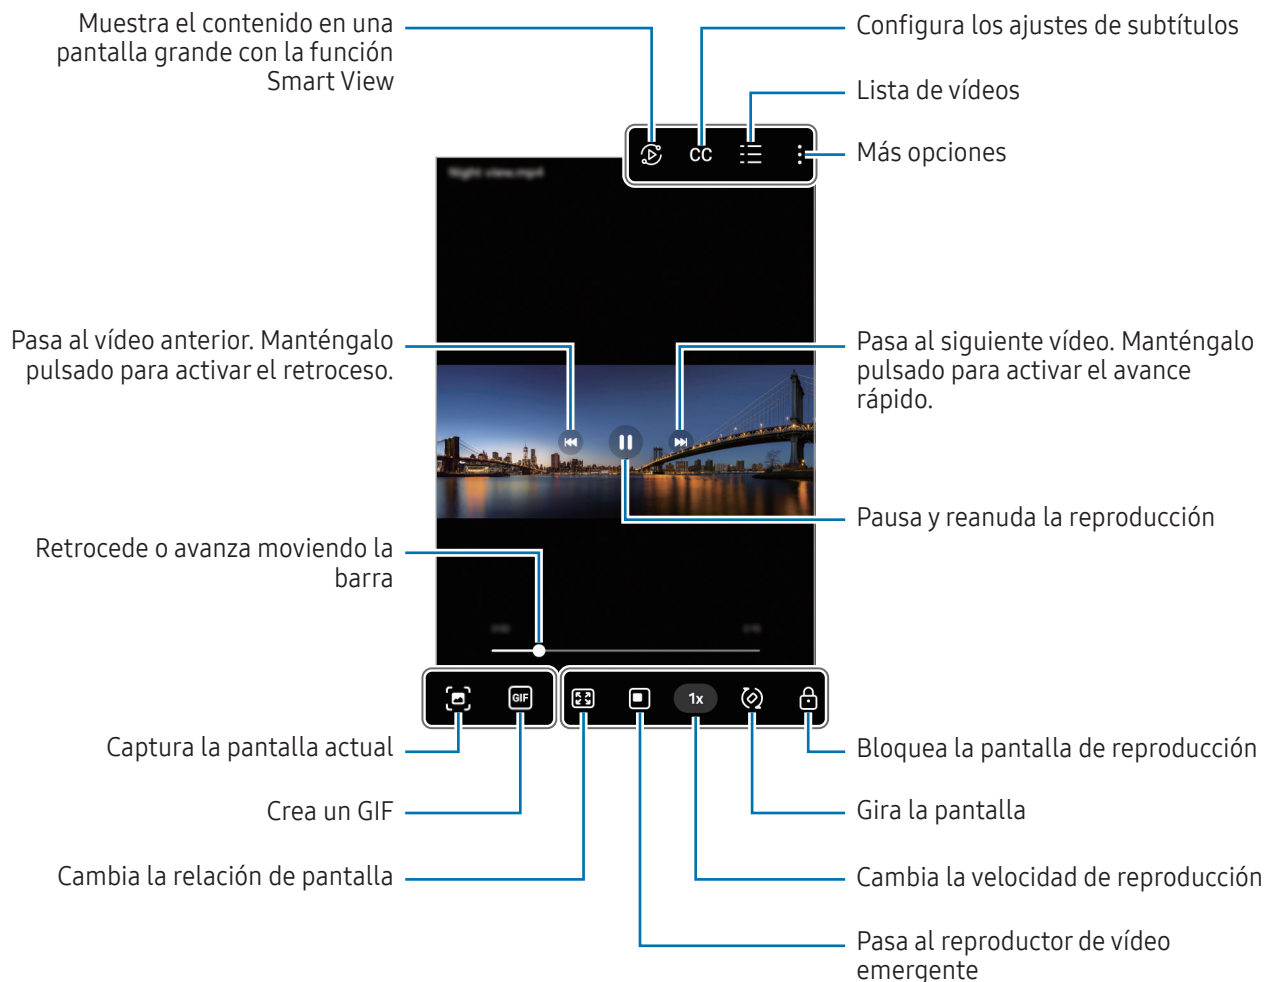 Muestra el contenido en una
pantalla grande con la función
Smart View
Configura los ajustes de subtítulos
Lista de vídeos
Más opciones
CC
Night view.mp4
Pasa al vídeo anterior. Manténgalo
pulsado para activar el retroceso.
Pasa al siguiente vídeo. Manténgalo
pulsado para activar el avance
rápido.
Pausa y reanuda la reproducción
Retrocede o avanza moviendo la
barra
GIF
1x
Captura la pantalla actual
Crea un GIF
Cambia la relación de pantalla
Bloquea la pantalla de reproducción
Gira la pantalla
Cambia la velocidad de reproducción
Pasa al reproductor de vídeo
emergente